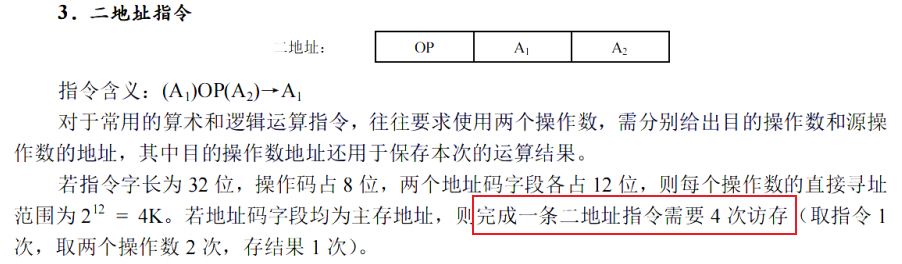 3．二地址指令
二地址： OP A₁ A₂
指令含义：(A₁)OP(A₂)→A₁
对于常用的算术和逻辑运算指令，往往要求使用两个操作数，需分别给出目的操作数和源操
作数的地址，其中目的操作数地址还用于保存本次的运算结果。
若指令字长为 32 位，操作码占 8 位，两个地址码字段各占 12 位，则每个操作数的直接寻址
范围为 2¹² = 4K。若地址码字段均为主存地址，则完成一条二地址指令需要 4 次访存（取指令 1
次，取两个操作数 2 次，存结果 1 次）。